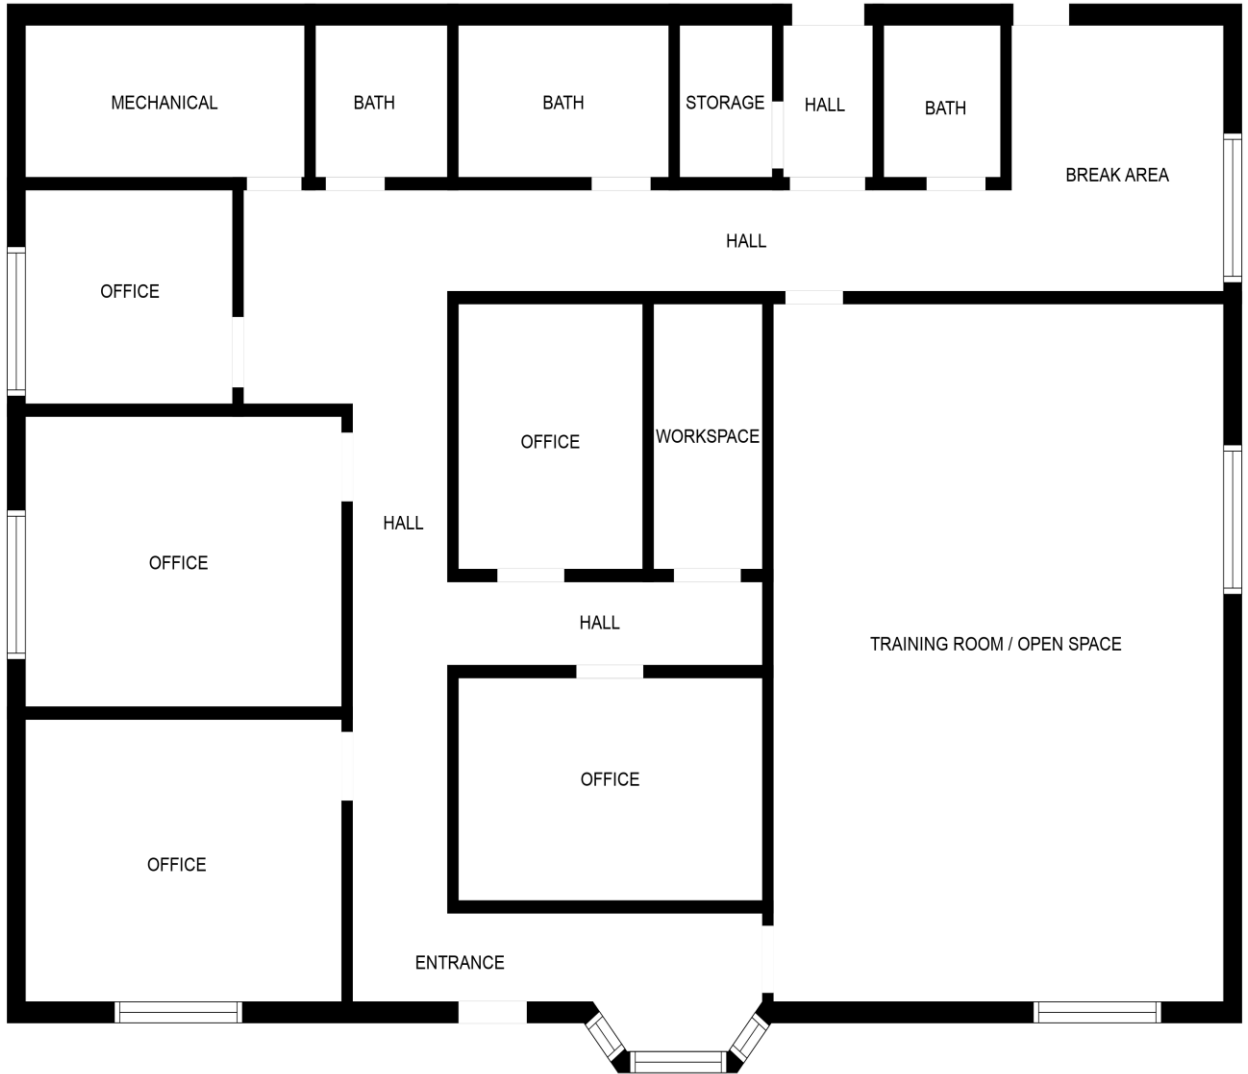 MECHANICAL
BATH
BATH
STORAGE
HALL
BATH
BREAK AREA
HALL
OFFICE
OFFICE
WORKSPACE
HALL
OFFICE
HALL
TRAINING ROOM / OPEN SPACE
OFFICE
OFFICE
ENTRANCE